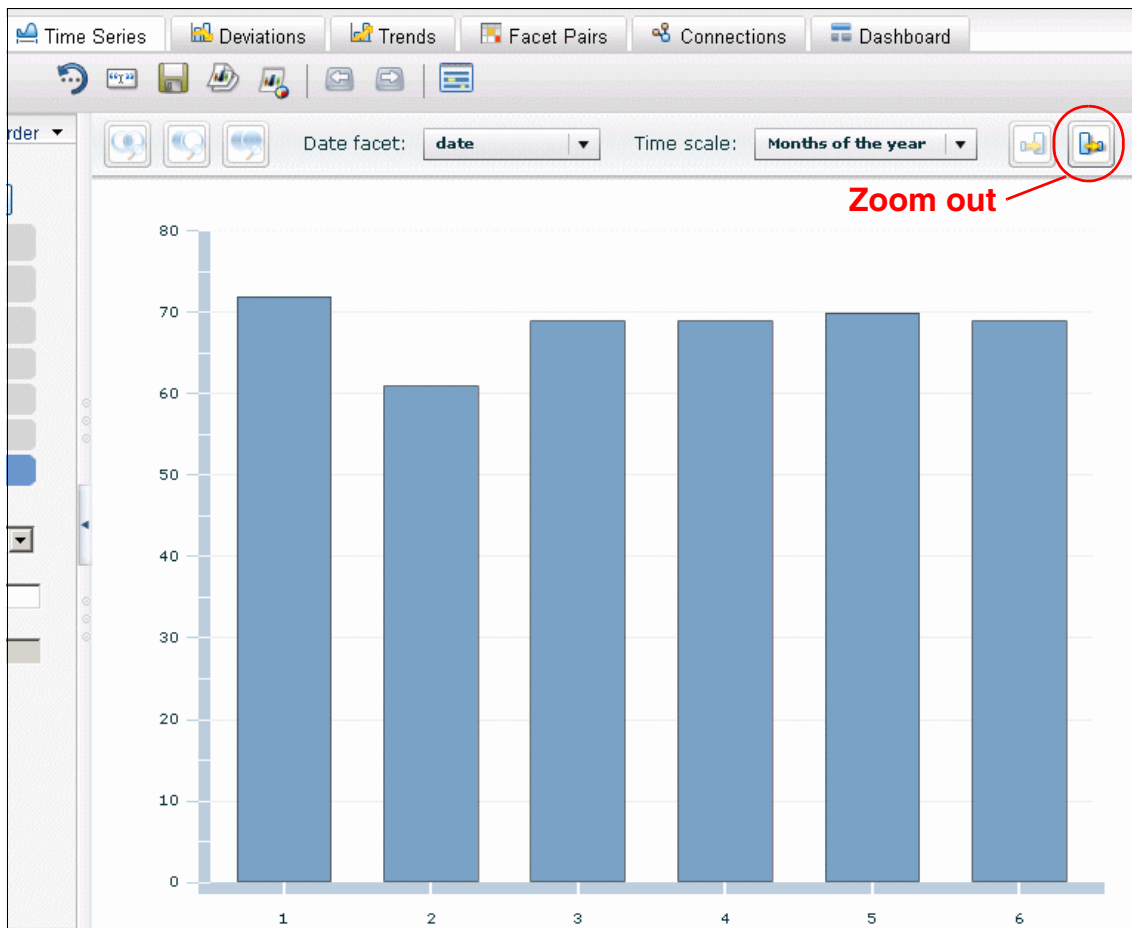 Time Series Deviations Trends Facet Pairs Connections Dashboard
rder Date facet: date Time scale: Months of the year
Zoom out
80
70
60
50
40
30
20
10
0
1 2 3 4 5 6